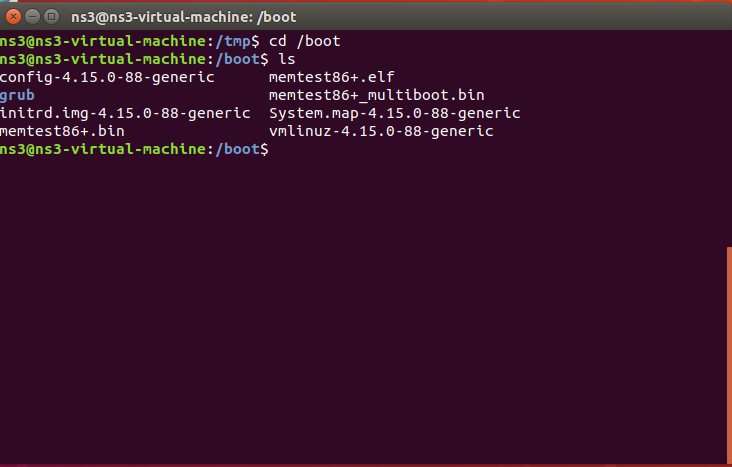 ns3@ns3-virtual-machine: /boot
ns3@ns3-virtual-machine:/tmp$ cd /boot
ns3@ns3-virtual-machine:/boot$ ls
config-4.15.0-88-generic      memtest86+.elf
grub                          memtest86+_multiboot.bin
initrd.img-4.15.0-88-generic  System.map-4.15.0-88-generic
memtest86+.bin                vmlinuz-4.15.0-88-generic
ns3@ns3-virtual-machine:/boot$